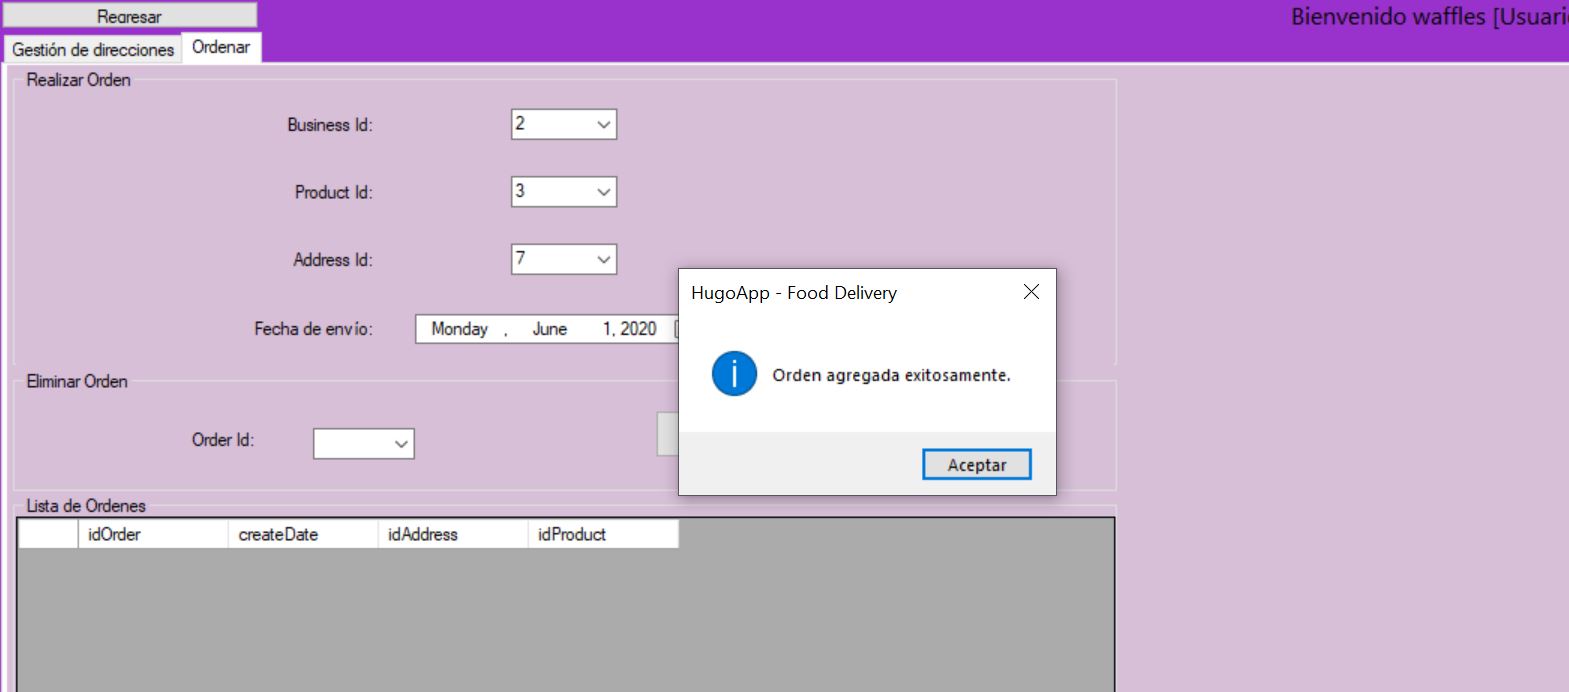 Regresar
Bienvenido waffles [Usuari
Gestión de direcciones
Ordenar
Realizar Orden
Business Id:
2
Product Id:
3
Address Id:
7
Fecha de envío:
Monday , June 1, 2020
HugoApp - Food Delivery
Orden agregada exitosamente.
Aceptar
Eliminar Orden
Order Id:
Lista de Ordenes
idOrder createDate idAddress idProduct